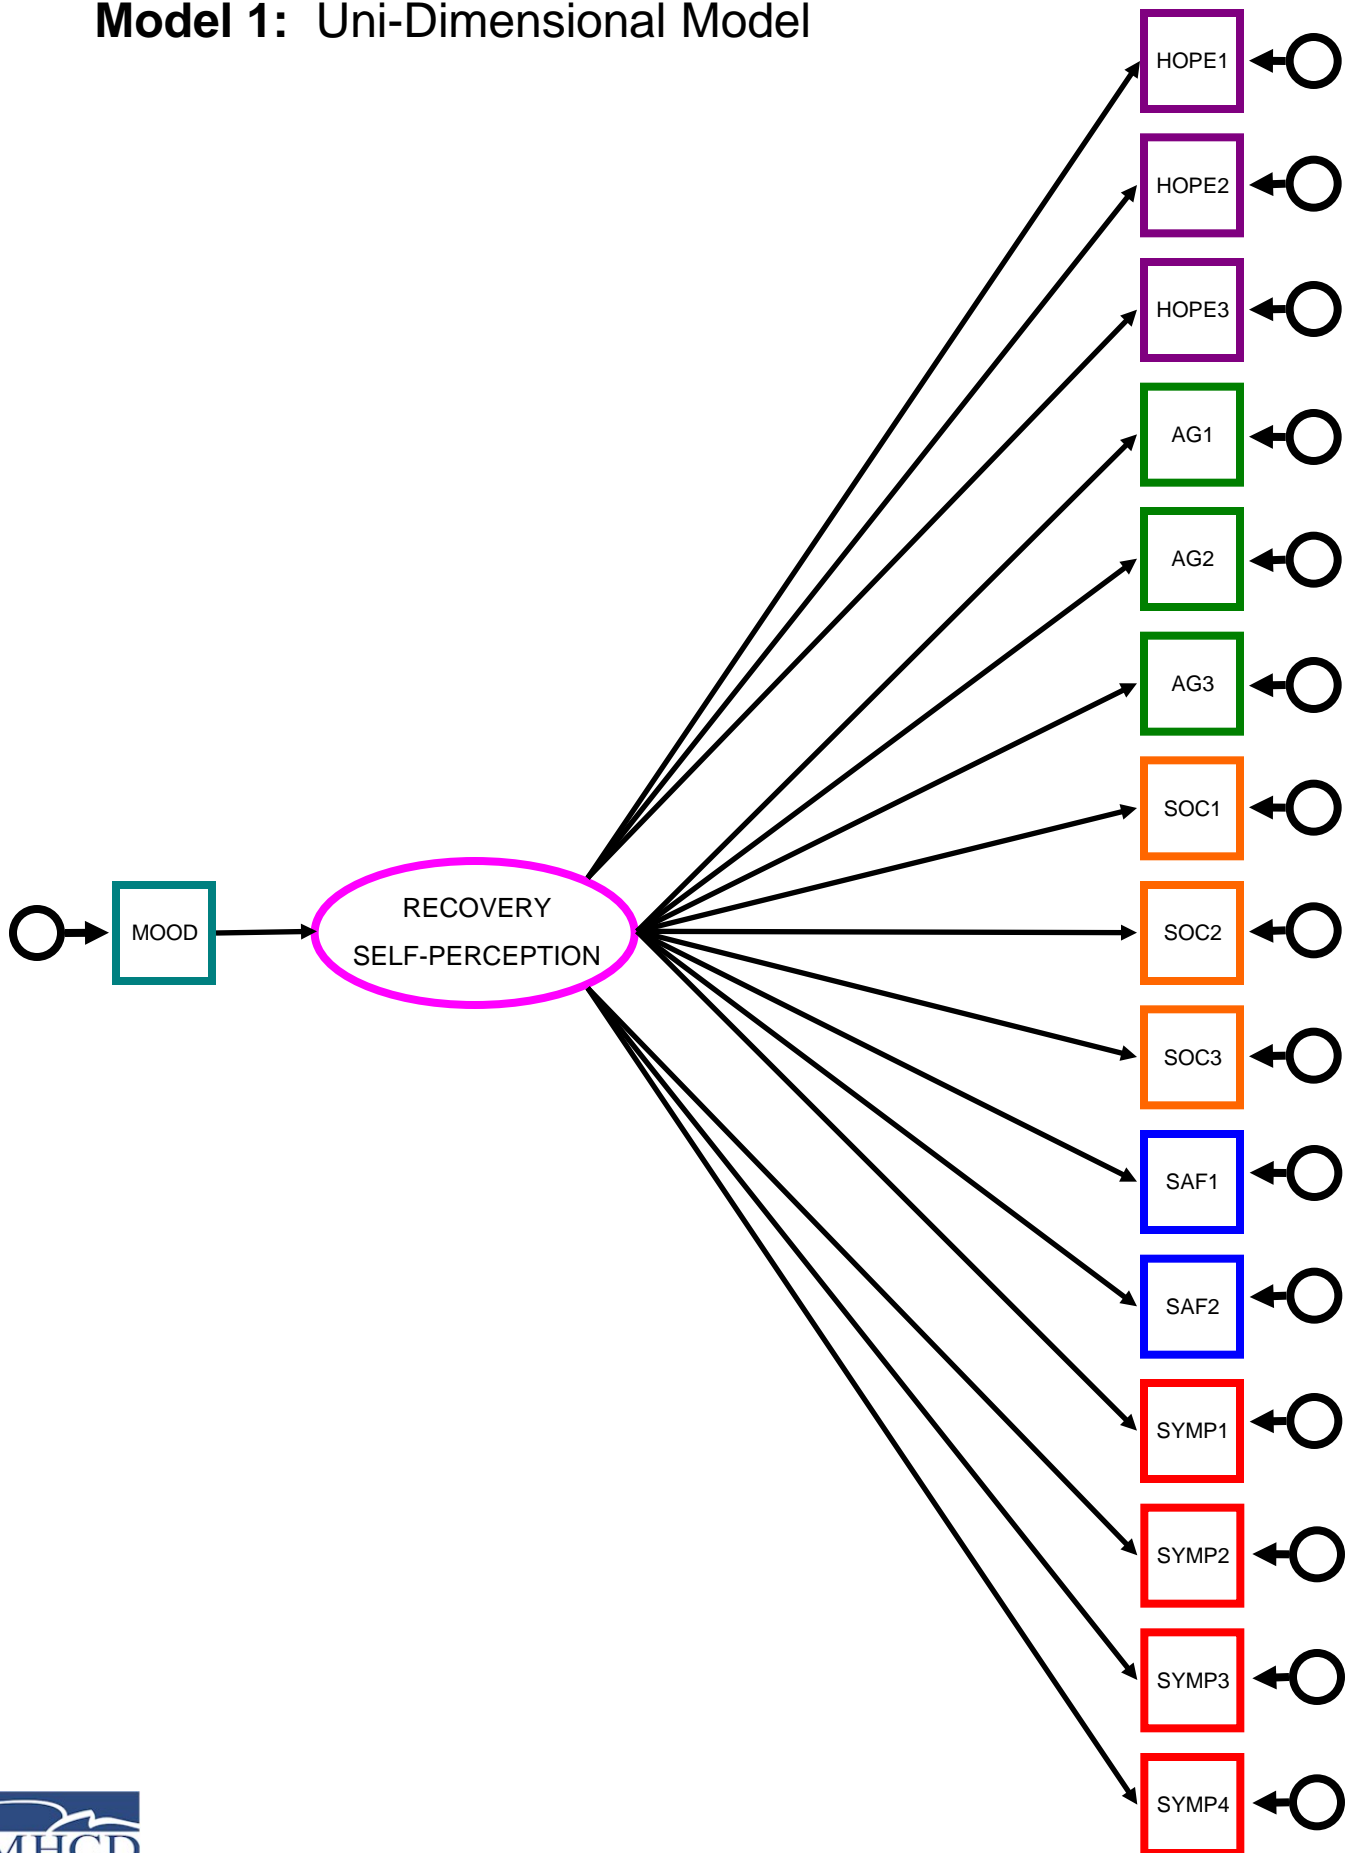 Model 1: Uni-Dimensional Model
HOPE1
HOPE2
HOPE3
AG1
AG2
AG3
SOC1
MOOD
RECOVERY
SELF-PERCEPTION
SOC2
SOC3
SAF1
SAF2
SYMP1
SYMP2
SYMP3
SYMP4
MHCD